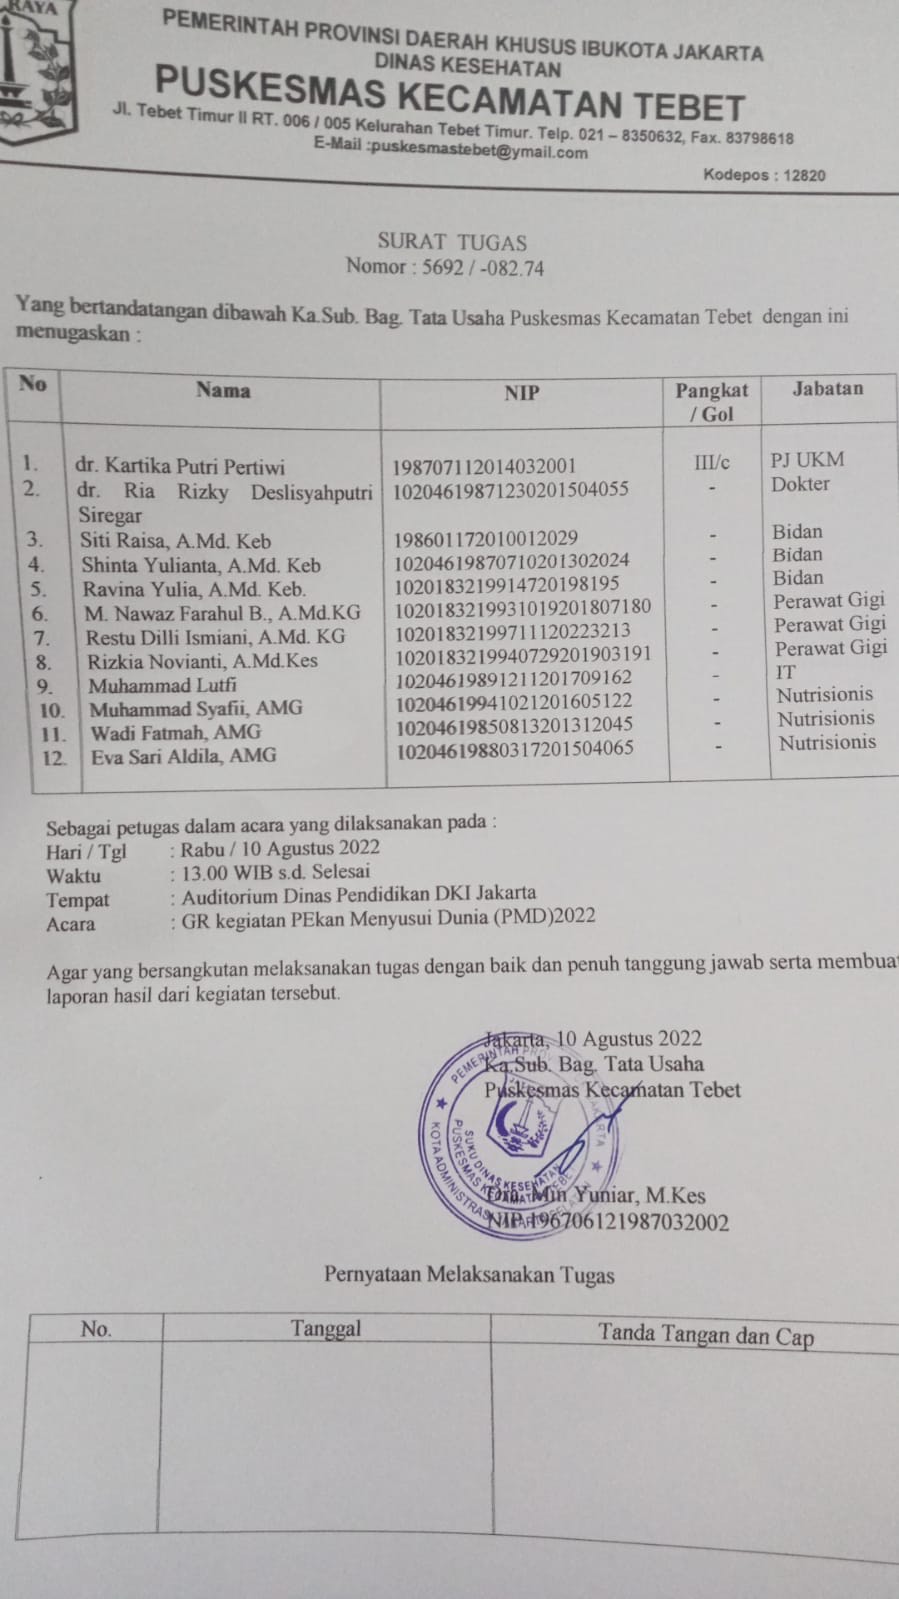 RAYA
PEMERINTAH PROVINSI DAERAH KHUSUS IBUKOTA JAKARTA
DINAS KESEHATAN
PUSKESMAS KECAMATAN TEBET
Jl. Tebet Timur II RT. 006 / 005 Kelurahan Tebet Timur. Telp. 021 – 8350632, Fax. 83798618
E-Mail :puskesmastebet@ymail.com
Kodepos : 12820
SURAT TUGAS
Nomor : 5692 / -082.74
Yang bertandatangan dibawah Ka.Sub. Bag. Tata Usaha Puskesmas Kecamatan Tebet dengan ini
menugaskan :
No Nama NIP Pangkat / Gol Jabatan
1. dr. Kartika Putri Pertiwi 198707112014032001 III/c PJ UKM
2. dr. Ria Rizky Deslisyahputri 10204619871230201504055 - Dokter
Siregar
3. Siti Raisa, A.Md. Keb 198601172010012029 - Bidan
4. Shinta Yulianta, A.Md. Keb 10204619870710201302024 - Bidan
5. Ravina Yulia, A.Md. Keb. 1020183219914720198195 - Bidan
6. M. Nawaz Farahul B., A.Md.KG 10201832199310192018071​80 - Perawat Gigi
7. Restu Dilli Ismiani, A.Md. KG 10201832199711120223213 - Perawat Gigi
8. Rizkia Novianti, A.Md.Kes 1020183219940729201903191 - Perawat Gigi
9. Muhammad Lutfi 10204619891211201709162 - IT
10. Muhammad Syafii, AMG 10204619941021201605122 - Nutrisionis
11. Wadi Fatmah, AMG 10204619850813201312045 - Nutrisionis
12. Eva Sari Aldila, AMG 10204619880317201504065 - Nutrisionis
Sebagai petugas dalam acara yang dilaksanakan pada :
Hari / Tgl : Rabu / 10 Agustus 2022
Waktu : 13.00 WIB s.d. Selesai
Tempat : Auditorium Dinas Pendidikan DKI Jakarta
Acara : GR kegiatan PEkan Menyusui Dunia (PMD)2022
Agar yang bersangkutan melaksanakan tugas dengan baik dan penuh tanggung jawab serta membuat
laporan hasil dari kegiatan tersebut.
Jakarta, 10 Agustus 2022
Ka.Sub. Bag. Tata Usaha
Puskesmas Kecamatan Tebet
PEMERINTAH PROV JAKARTA
KOTA ADMINISTRASI JAKARTA SELATAN
SUKU DINAS KESEHATAN
PUSKESMAS KECAMATAN TEBET
Drg. Min Yuniar, M.Kes
NIP.196706121987032002
Pernyataan Melaksanakan Tugas
No. Tanggal Tanda Tangan dan Cap